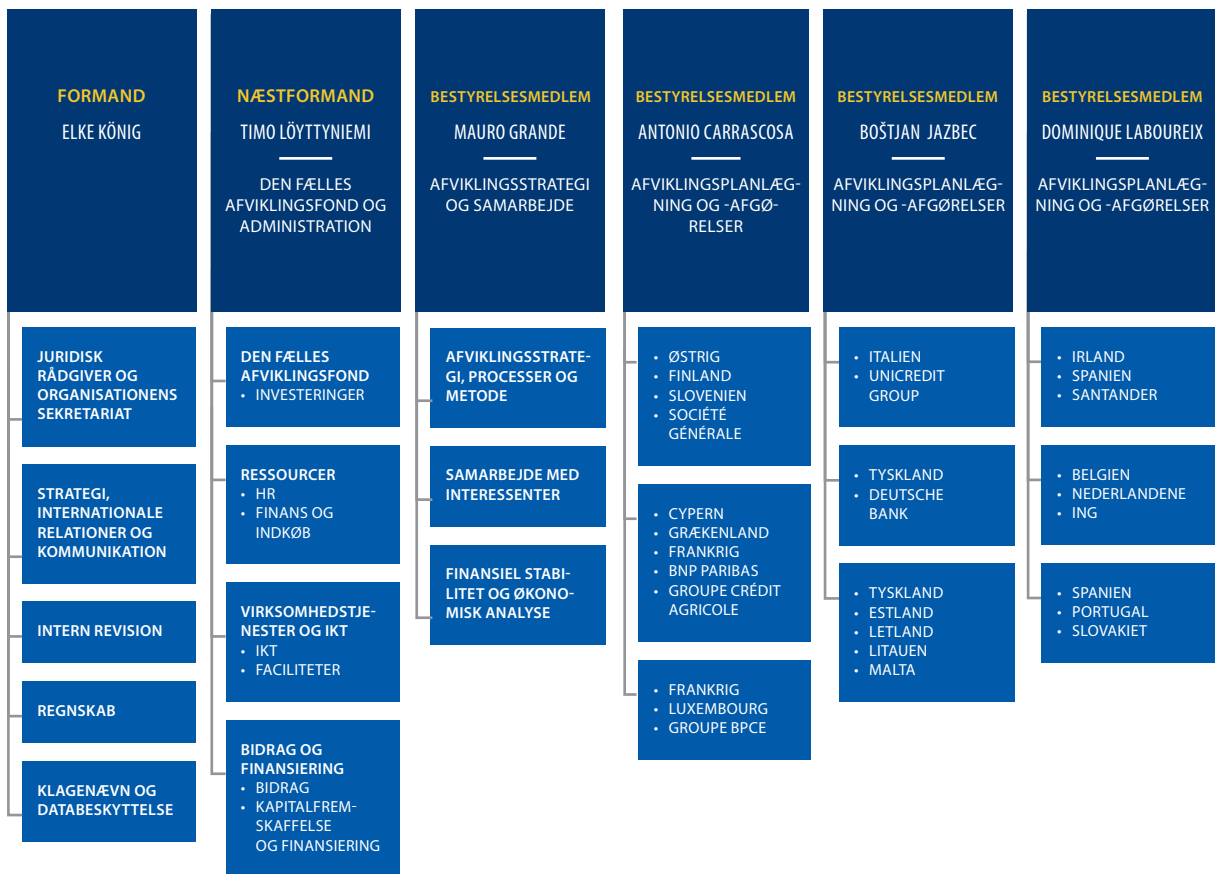 FORMAND
ELKE KÖNIG
JURIDISK
RÅDGIVER OG
ORGANISATIONENS
SEKRETARIAT
STRATEGI,
INTERNATIONALE
RELATIONER OG
KOMMUNIKATION
INTERN REVISION
REGNSKAB
KLAGENÆVN OG
DATABESKYTTELSE
NÆSTFORMAND
TIMO LÖYTTYNIEMI
DEN FÆLLES
AFVIKLINGSFOND OG
ADMINISTRATION
DEN FÆLLES
AFVIKLINGSFOND
• INVESTERINGER
RESSOURCER
• HR
• FINANS OG
INDKØB
VIRKSOMHEDSTJE-
NESTER OG IKT
• IKT
• FACILITETER
BIDRAG OG
FINANSIERING
• BIDRAG
• KAPITALFREM-
SKAFFELSE
OG FINANSIERING
BESTYRELSESMEDLEM
MAURO GRANDE
AFVIKLINGSSTRATEGI
OG SAMARBEJDE
AFVIKLINGSSTRATE-
GI, PROCESSER OG
METODE
SAMARBEJDE MED
INTERESSENTER
FINANSIEL STABI-
LITET OG ØKONO-
MISK ANALYSE
BESTYRELSESMEDLEM
ANTONIO CARRASCOSA
AFVIKLINGSPLANLÆG-
NING OG -AFGØ-
RELSER
• ØSTRIG
• FINLAND
• SLOVENIEN
• SOCIÉTÉ
GÉNÉRALE
• CYPERN
• GRÆKENLAND
• FRANKRIG
• BNP PARIBAS
• GROUPE CRÉDIT
AGRICOLE
• FRANKRIG
• LUXEMBOURG
• GROUPE BPCE
BESTYRELSESMEDLEM
BOŠTJAN JAZBEC
AFVIKLINGSPLANLÆG-
NING OG -AFGØRELSER
• ITALIEN
• UNICREDIT
GROUP
• TYSKLAND
• DEUTSCHE
BANK
• TYSKLAND
• ESTLAND
• LETLAND
• LITAUEN
• MALTA
BESTYRELSESMEDLEM
DOMINIQUE LABOUREIX
AFVIKLINGSPLANLÆG-
NING OG -AFGØRELSER
• IRLAND
• SPANIEN
• SANTANDER
• BELGIEN
• NEDERLANDENE
• ING
• SPANIEN
• PORTUGAL
• SLOVAKIET